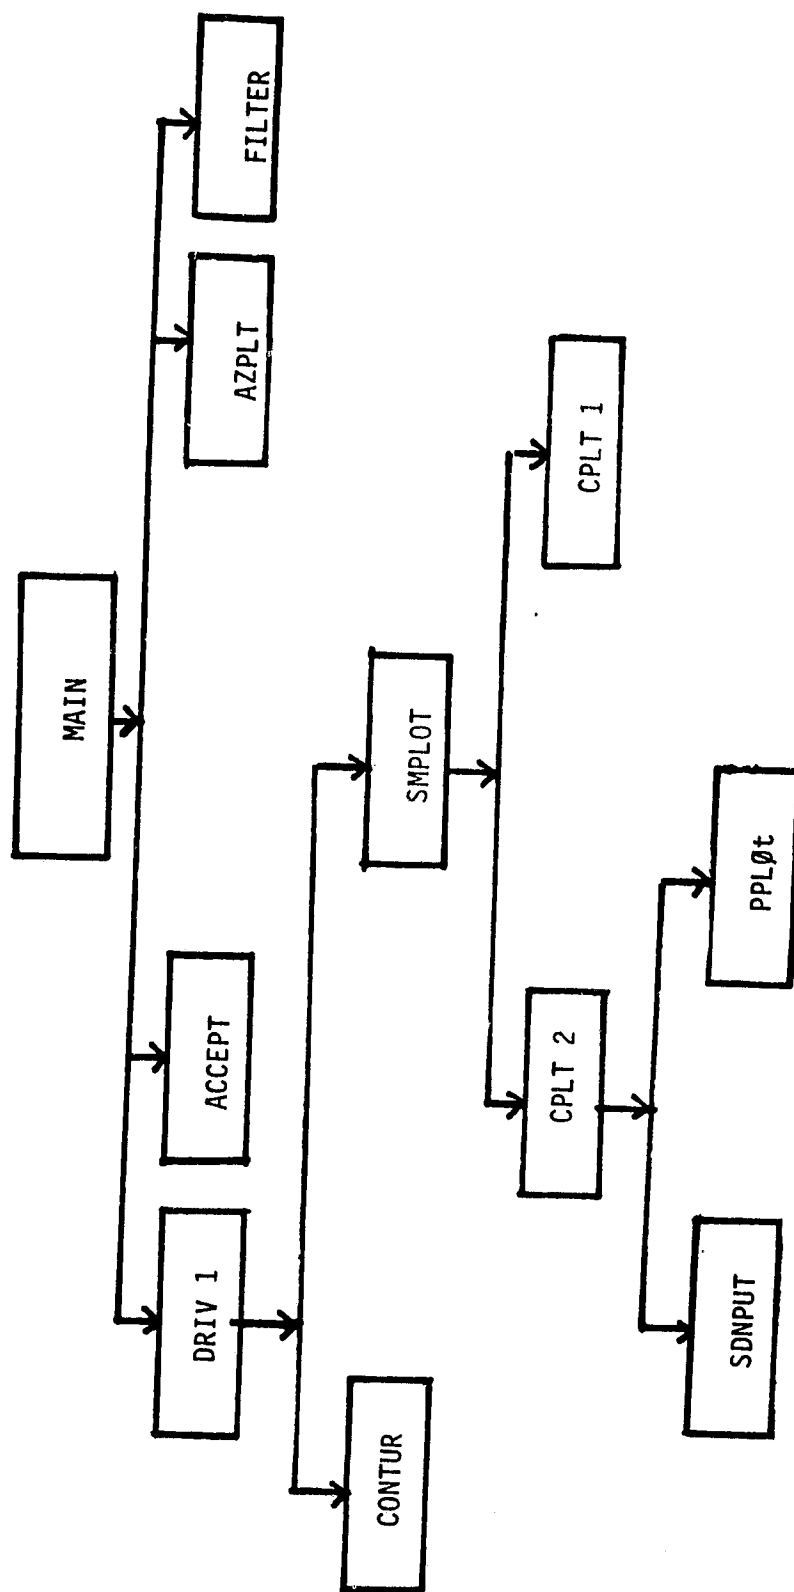 MAIN
DRIV 1
ACCEPT
AZPLT
FILTER
CONTUR
SMPLOT
CPLT 2
CPLT 1
SDNPUT
PPLØt